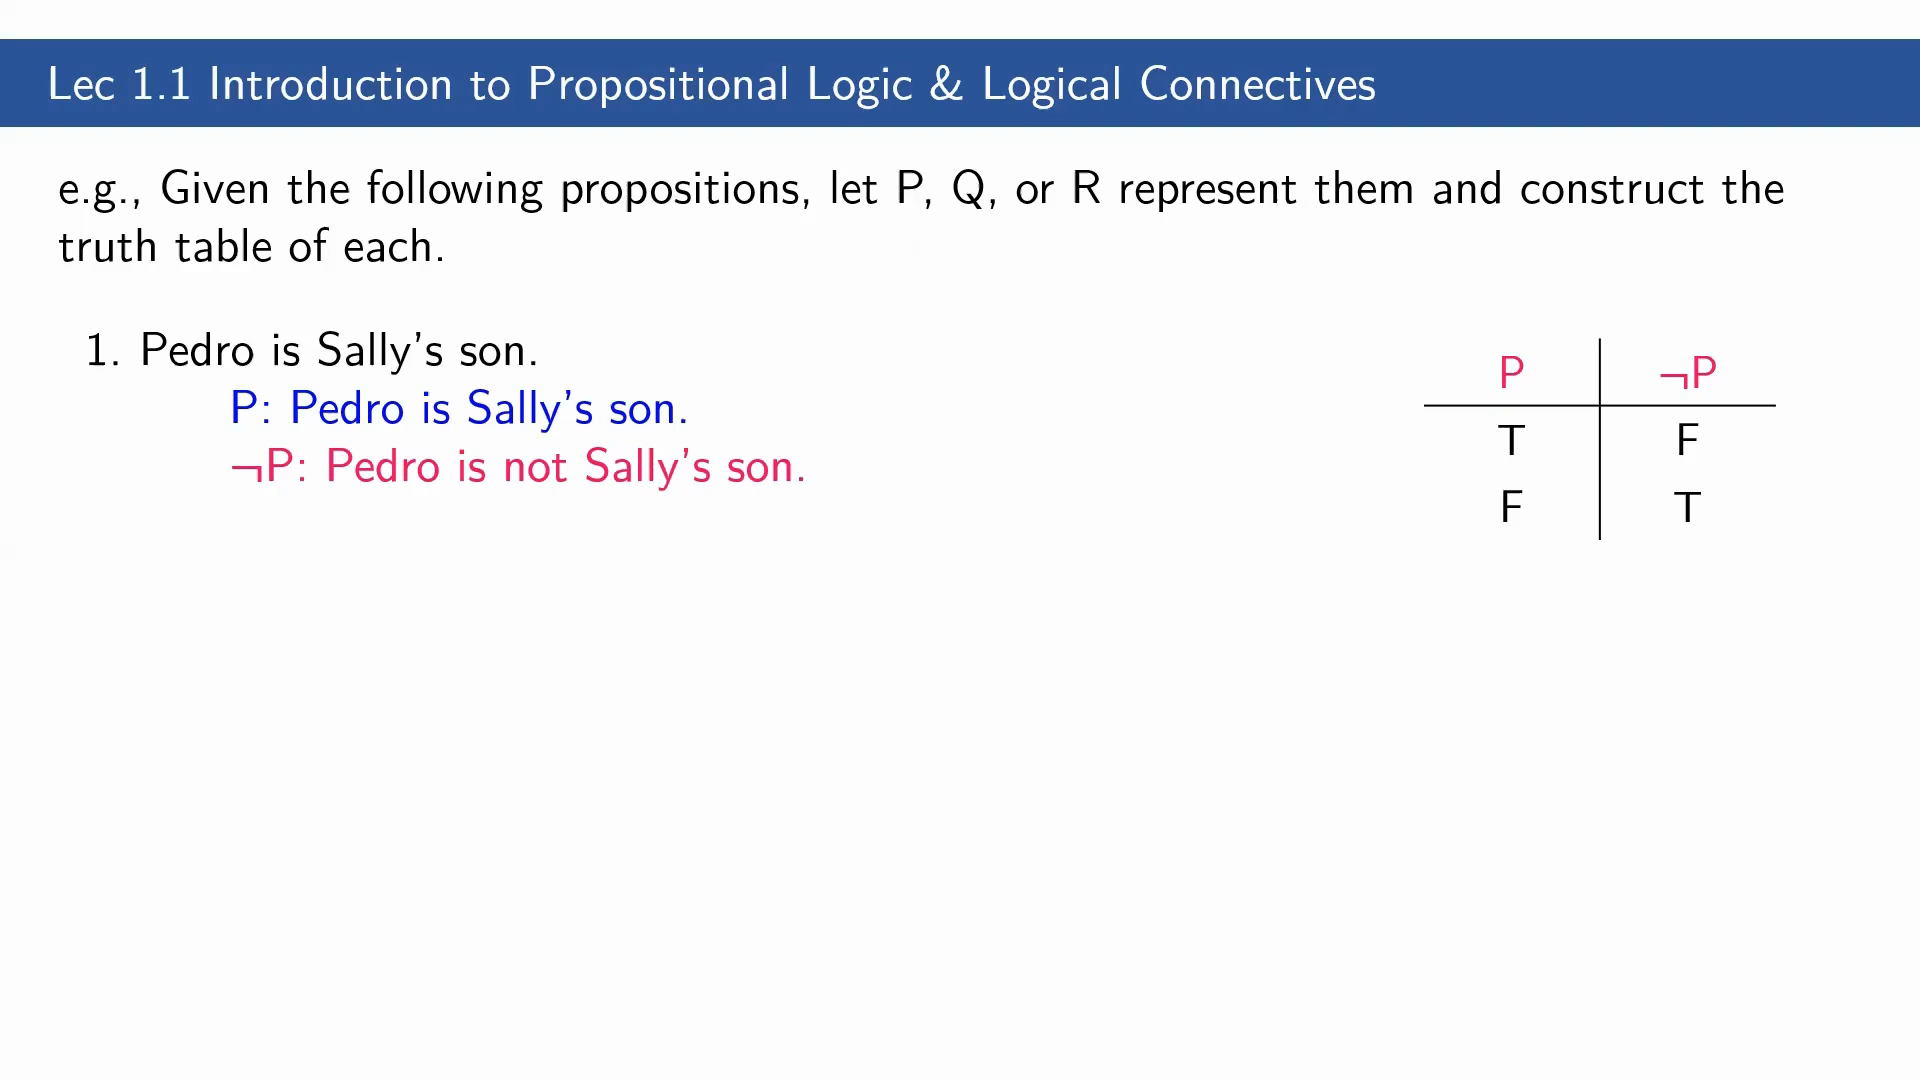 Lec 1.1 Introduction to Propositional Logic & Logical Connectives
e.g., Given the following propositions, let P, Q, or R represent them and construct the
truth table of each.
1. Pedro is Sally's son.
P: Pedro is Sally's son.
¬P: Pedro is not Sally's son.
P ¬P
T F
F T